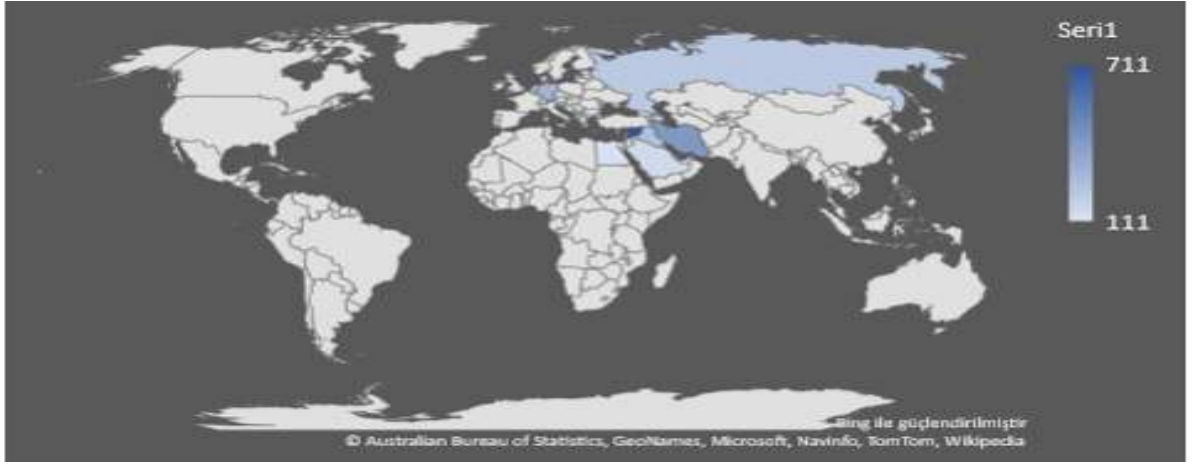 Seri1
711
111
Bing ile güçlendirilmiştir
© Australian Bureau of Statistics, GeoNames, Microsoft, Navinfo, TomTom, Wikipedia